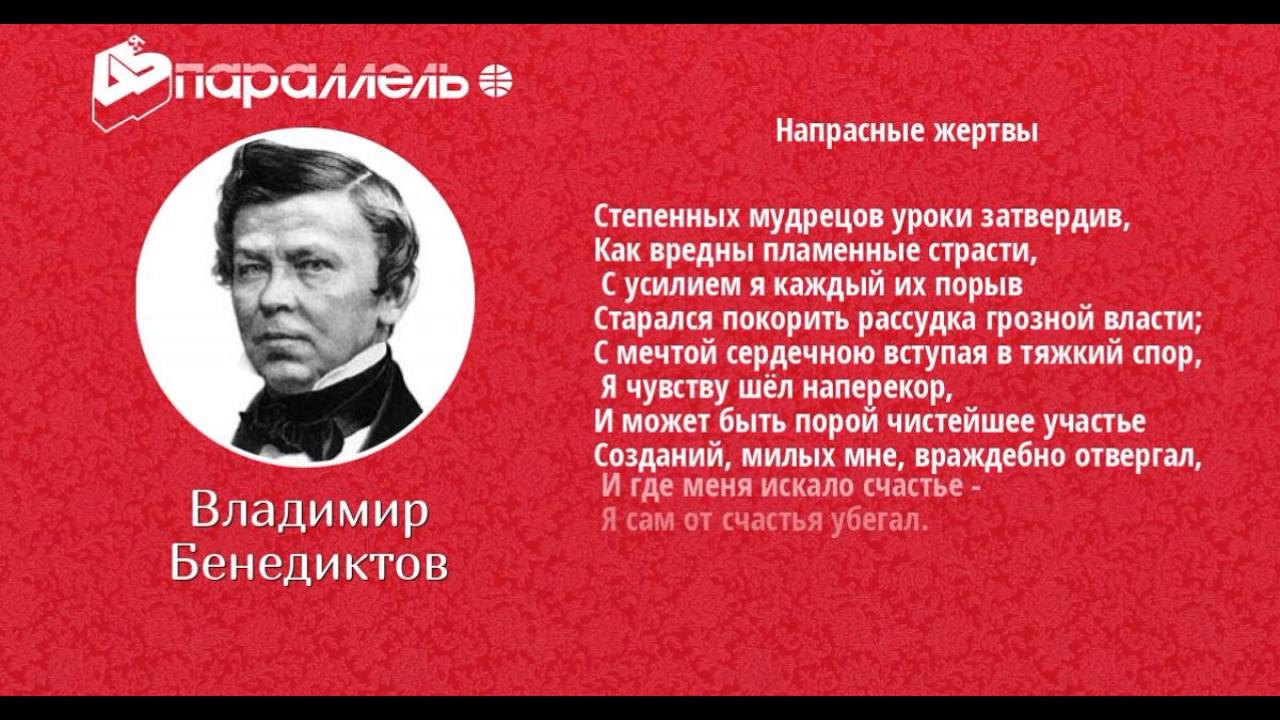 45 параллель
Владимир
Бенедиктов
Напрасные жертвы
Степенных мудрецов уроки затвердив,
Как вредны пламенные страсти,
С усилием я каждый их порыв
Старался покорить рассудка грозной власти;
С мечтой сердечною вступая в тяжкий спор,
Я чувству шёл наперекор,
И может быть порой чистейшее участье
Созданий, милых мне, враждебно отвергал,
И где меня искало счастье -
Я сам от счастья убегал.